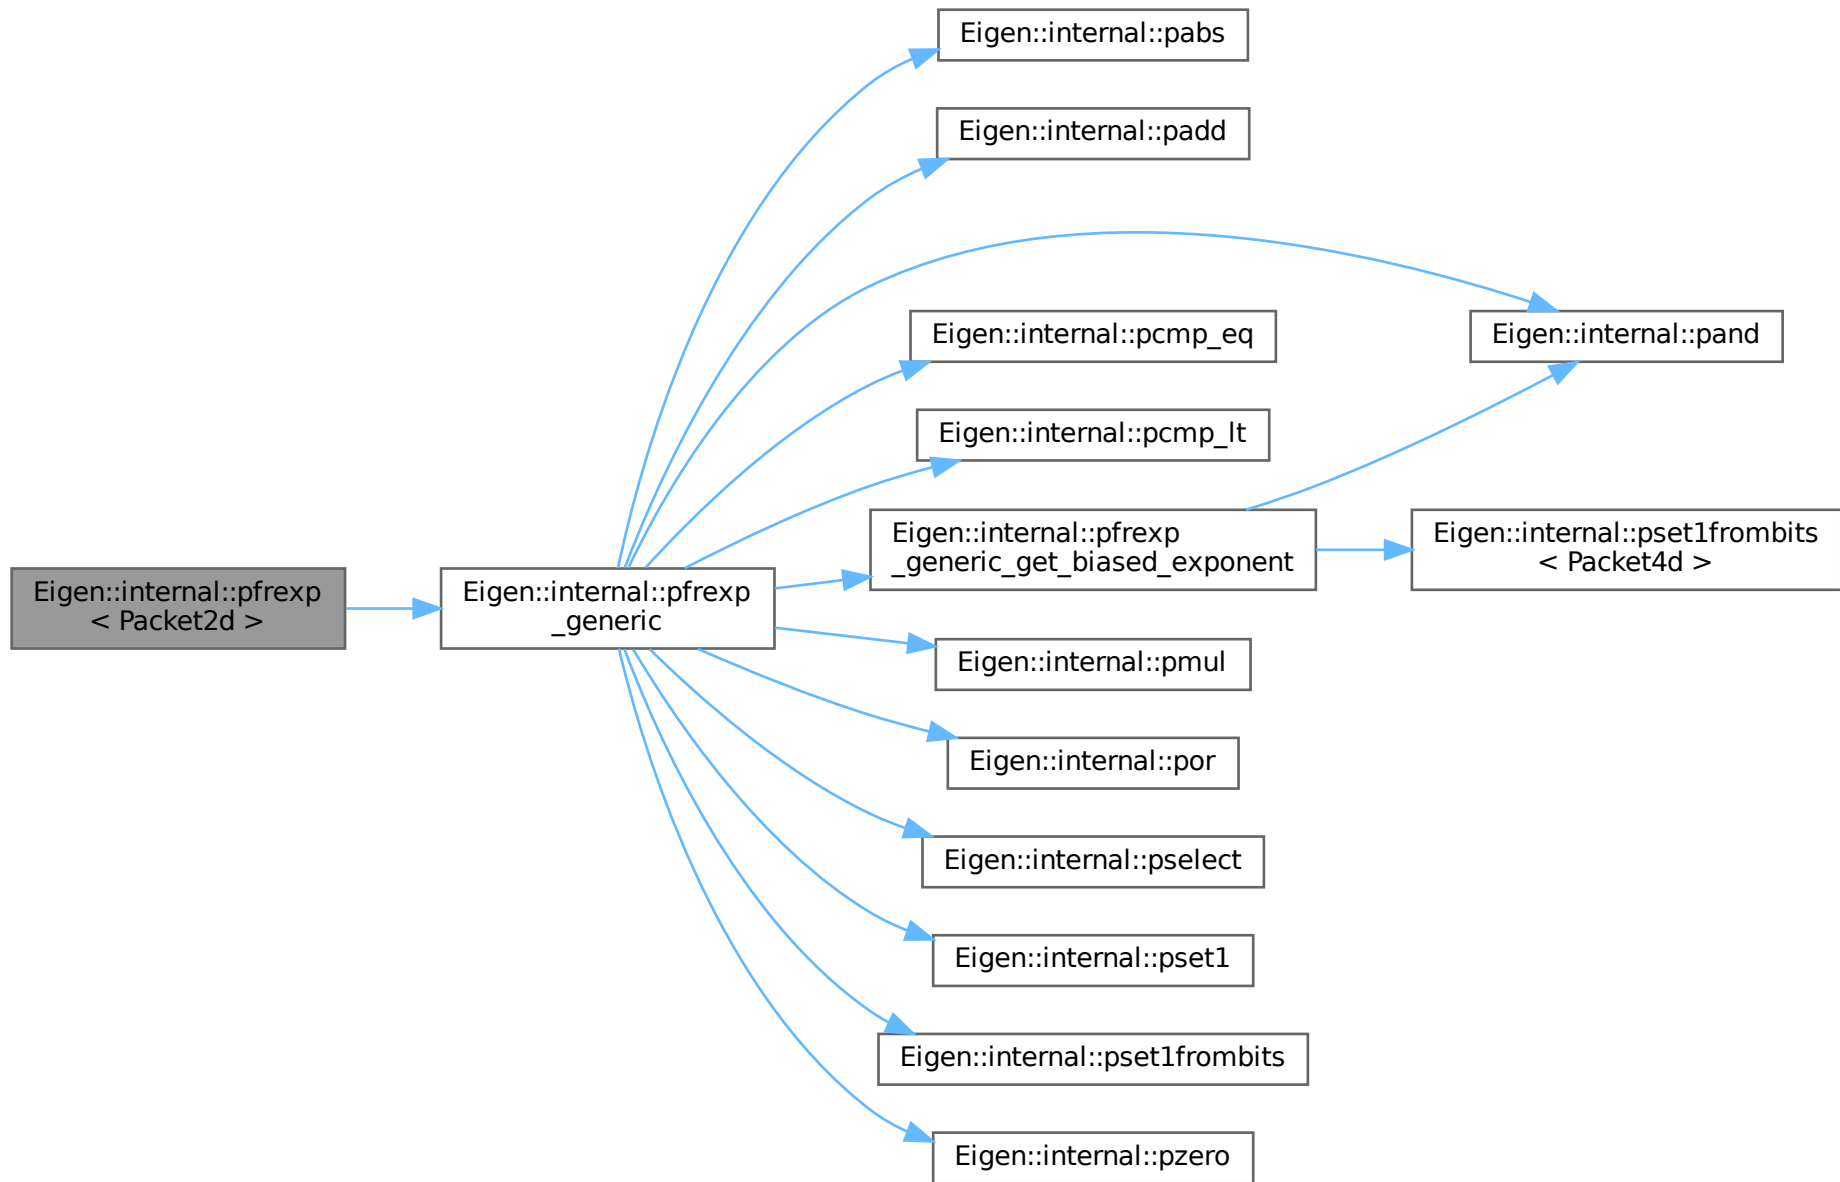 Eigen::internal::pfrexp
< Packet2d >
Eigen::internal::pfrexp
_generic
Eigen::internal::pabs
Eigen::internal::padd
Eigen::internal::pcmp_eq
Eigen::internal::pcmp_lt
Eigen::internal::pfrexp
_generic_get_biased_exponent
Eigen::internal::pmul
Eigen::internal::por
Eigen::internal::pselect
Eigen::internal::pset1
Eigen::internal::pset1frombits
Eigen::internal::pzero
Eigen::internal::pand
Eigen::internal::pset1frombits
< Packet4d >